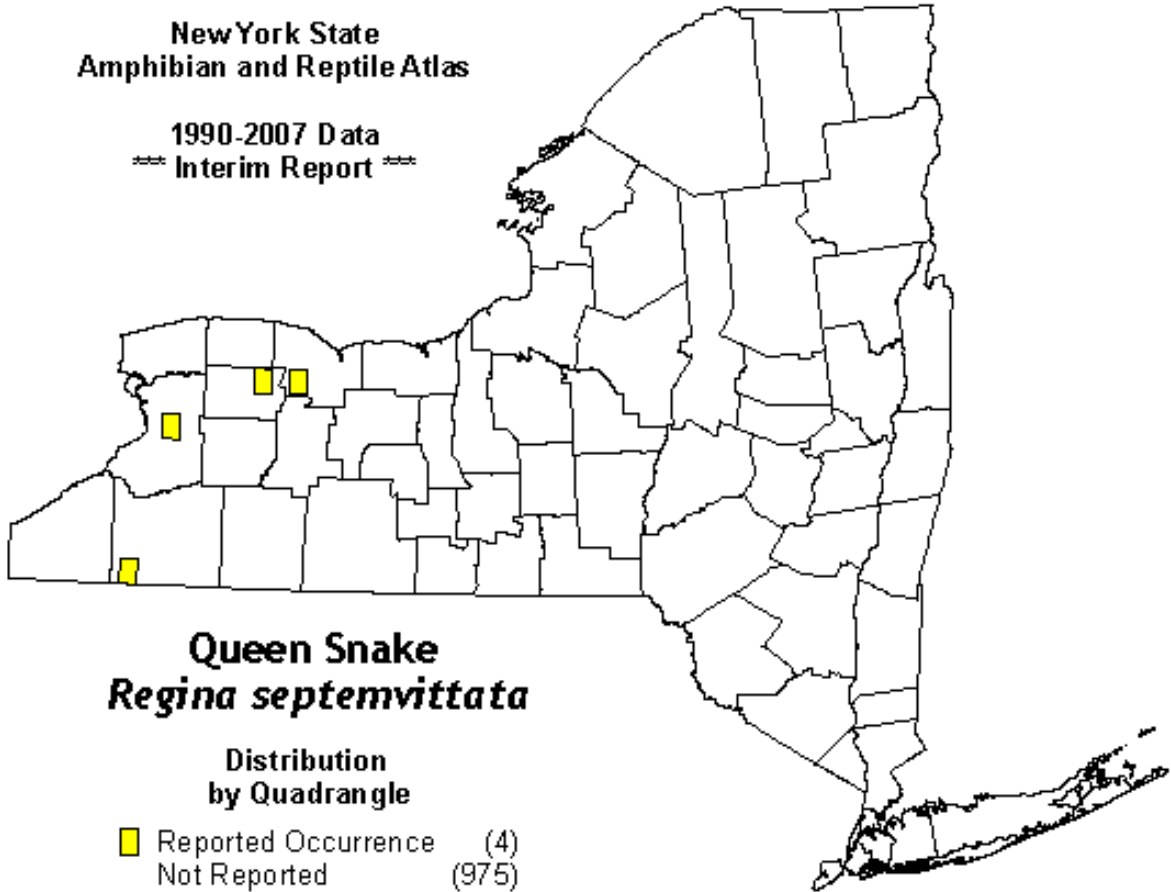 New York State
Amphibian and Reptile Atlas
1990-2007 Data
*** Interim Report ***
Queen Snake
Regina septemvittata
Distribution
by Quadrangle
Reported Occurrence (4)
Not Reported (975)